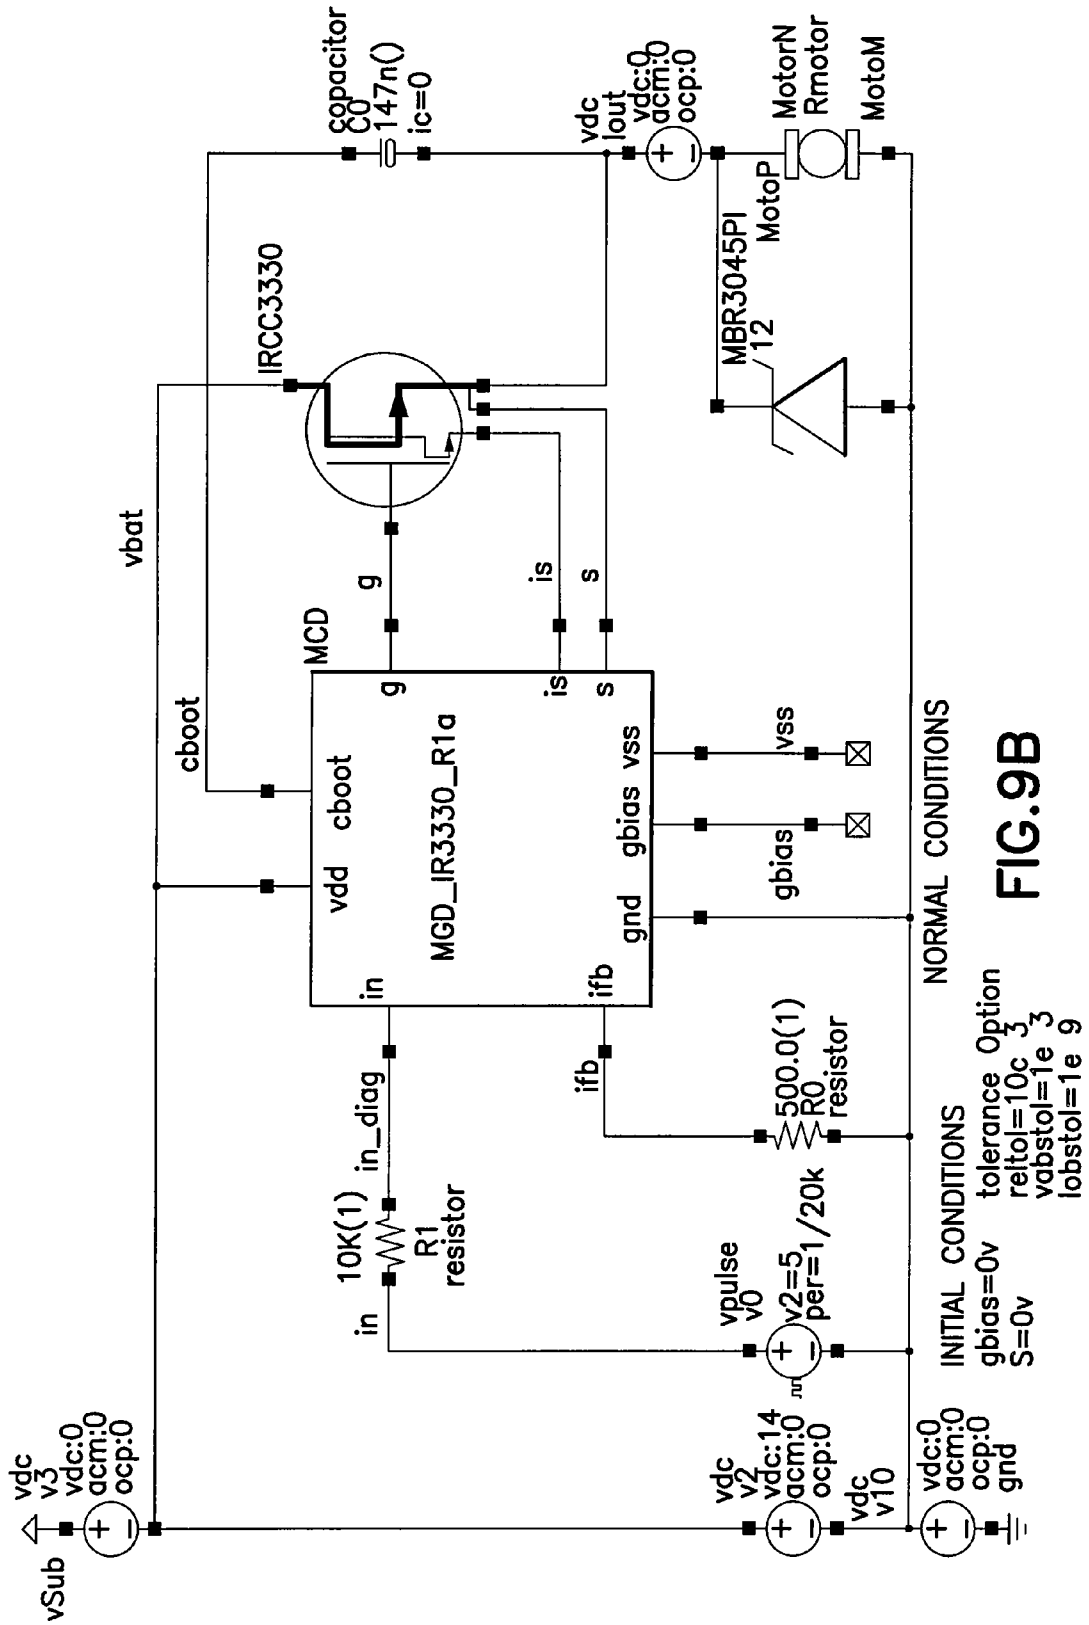 vSub
vdc
v3
vdc:0
acm:0
ocp:0
vbat
cboot
IRCC3330
copacitor
C0
147n()
ic=0
MCD
vdd
cboot
in
MGD_IR3330_R1a
g
g
is
is
s
s
ifb
gnd
gbias
vss
in
10K(1)
R1
resistor
in_diag
ifb
500.0(1)
R0
resistor
gbias
vss
vdc
Iout
vdc:0
acm:0
ocp:0
MBR3045PI
12
MotoP
MotorN
Rmotor
MotoM
vdc
v2
vdc:14
acm:0
ocp:0
vpulse
v0
v2=5
per=1/20k
vdc
v10
vdc:0
acm:0
ocp:0
gnd
INITIAL CONDITIONS
gbias=0v
S=0v
tolerance Option
reltol=10c 3
vabstol=1e 3
lobstol=1e 9
NORMAL CONDITIONS
FIG.9B